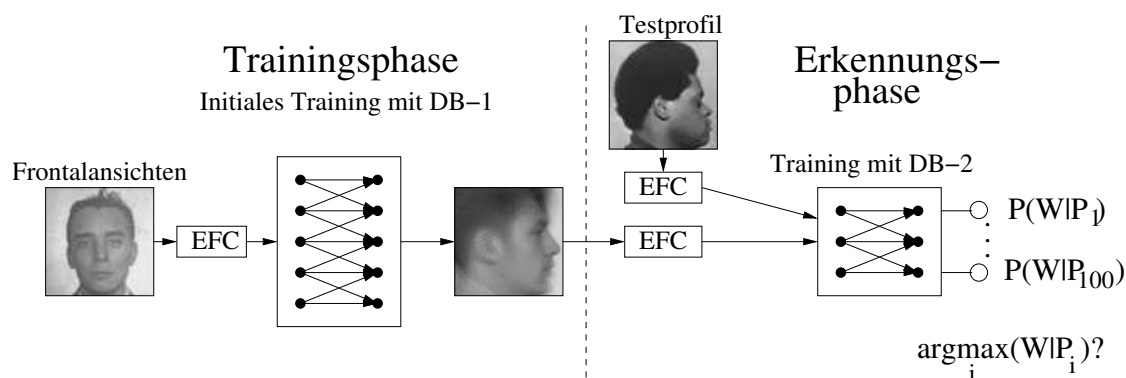 Trainingsphase
Initiales Training mit DB−1
Frontalansichten
EFC
Testprofil
EFC
EFC
Erkennungs−
phase
Training mit DB−2
P(W|P1)
P(W|P100)
argmax(W|Pi)?
i